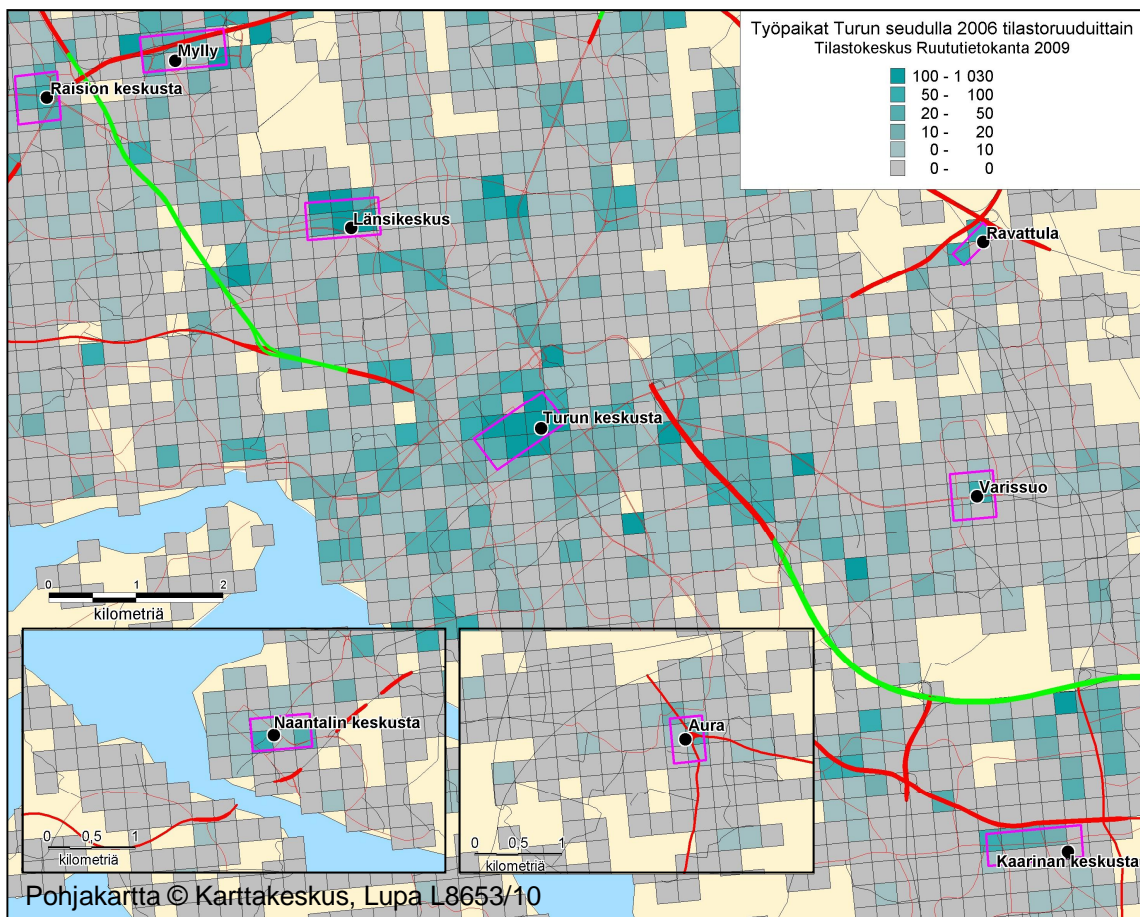 Työpaikat Turun seudulla 2006 tilastoruuduittain
Tilastokeskus Ruututietokanta 2009
100 - 1 030
50 - 100
20 - 50
10 - 20
0 - 10
0 - 0
Mylly
Raision keskusta
Länsikeskus
Ravattula
Turun keskusta
Varissuo
0 1 2
kilometriä
Naantalin keskusta
0 0,5 1
kilometriä
Aura
0 0,5 1
kilometriä
Kaarinan keskusta
Pohjakartta © Karttakeskus, Lupa L8653/10